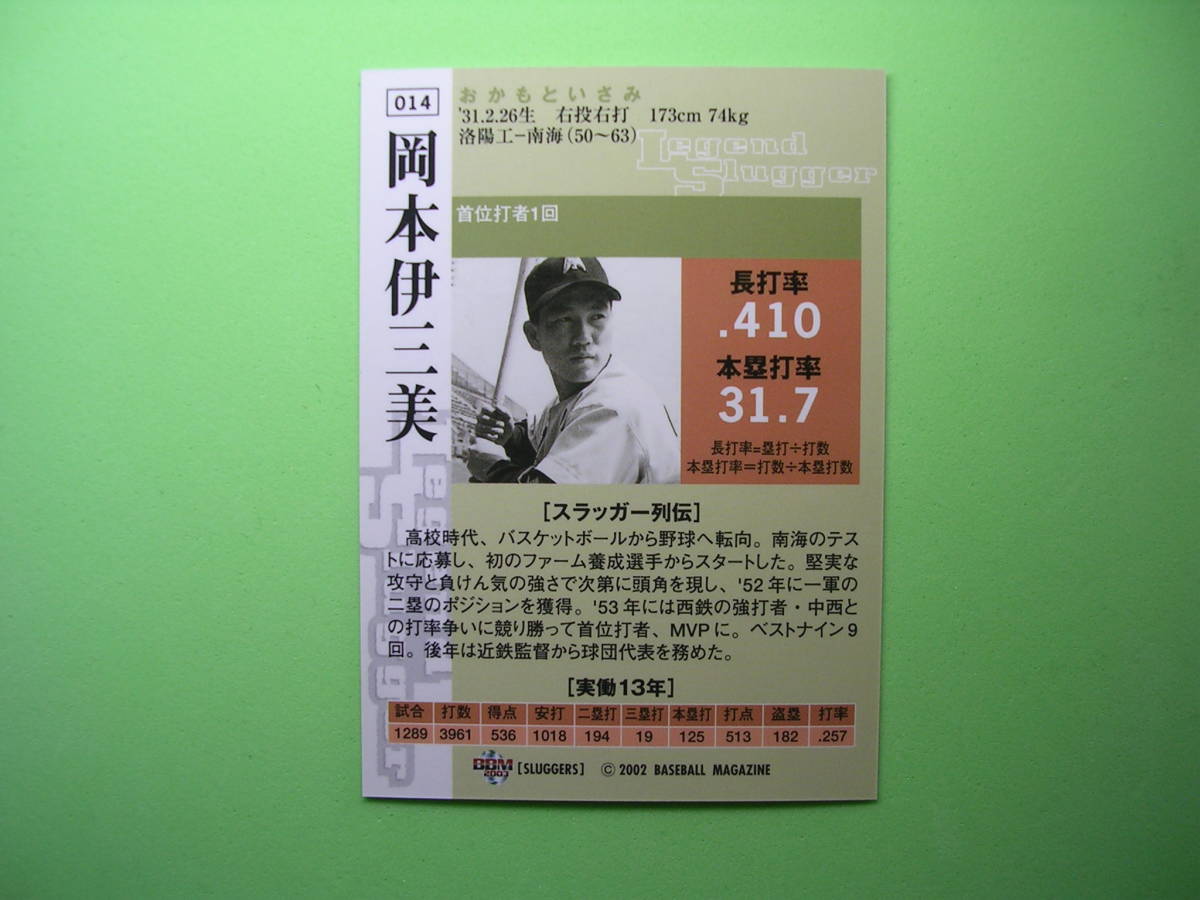 014
岡本伊三美
おかもといさみ
'31.2.26生 右投右打 173cm 74kg
洛陽工−南海(50〜63)
Legend
Slugger
首位打者1回
長打率
.410
本塁打率
31.7
長打率=塁打÷打数
本塁打率=打数÷本塁打数
[スラッガー列伝]
高校時代、バスケットボールから野球へ転向。南海のテス
トに応募し、初のファーム養成選手からスタートした。堅実な
攻守と負けん気の強さで次第に頭角を現し、'52年に一軍の
二塁のポジションを獲得。'53年には西鉄の強打者・中西と
の打率争いに競り勝って首位打者、MVPに。ベストナイン9
回。後年は近鉄監督から球団代表を務めた。
[実働13年]
試合 打数 得点 安打 二塁打 三塁打 本塁打 打点 盗塁 打率
1289 3961 536 1018 194 19 125 513 182 .257
BBM
2003
[SLUGGERS] © 2002 BASEBALL MAGAZINE
Legend
Slugger